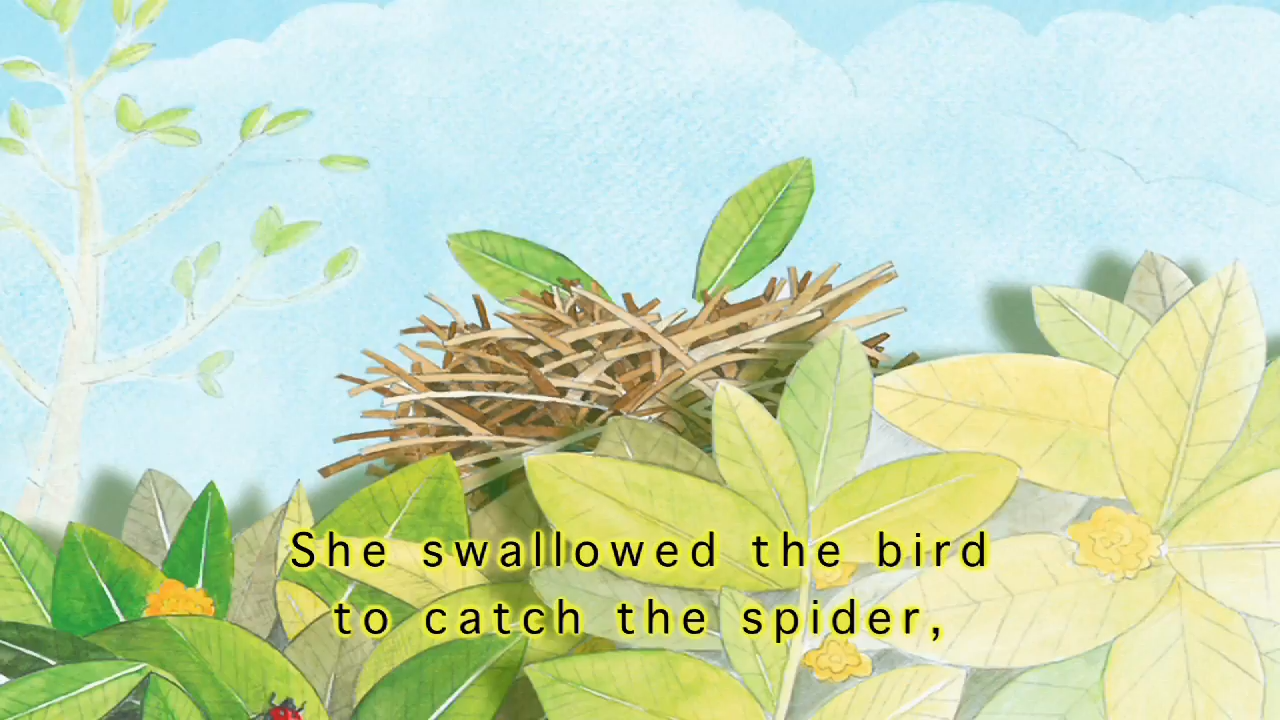 She swallowed the bird
to catch the spider,